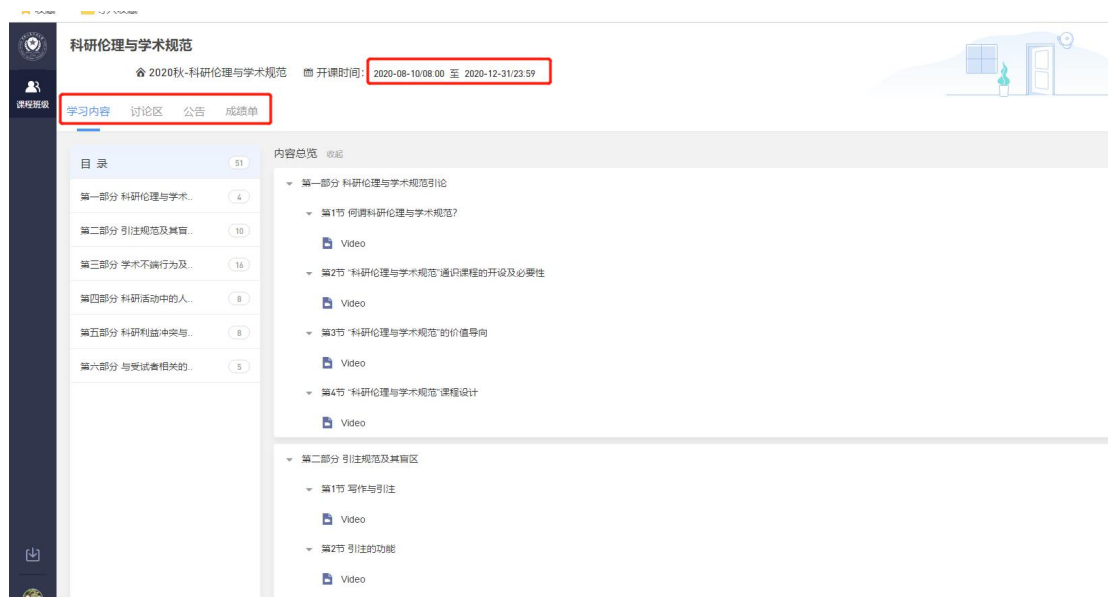 科研伦理与学术规范
2020秋-科研伦理与学术规范 开课时间: 2020-08-10/08:00 至 2020-12-31/23:59
课程班级
学习内容 讨论区 公告 成绩单
目 录 51
第一部分 科研伦理与学术.. 4
第二部分 引注规范及其盲.. 10
第三部分 学术不端行为及.. 16
第四部分 科研活动中的人.. 8
第五部分 科研利益冲突与.. 8
第六部分 与受试者相关的.. 5
内容总览 收起
第一部分 科研伦理与学术规范引论
第1节 何谓科研伦理与学术规范?
Video
第2节 “科研伦理与学术规范”通识课程的开设及必要性
Video
第3节 “科研伦理与学术规范”的价值导向
Video
第4节 “科研伦理与学术规范”课程设计
Video
第二部分 引注规范及其盲区
第1节 写作与引注
Video
第2节 引注的功能
Video